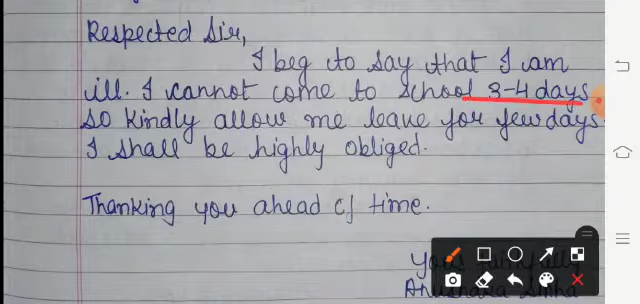 Respected Sir,
I beg to say that I am
ill. I cannot come to school 3-4 days
so kindly allow me leave for few days.
I shall be highly obliged.
Thanking you ahead of time.